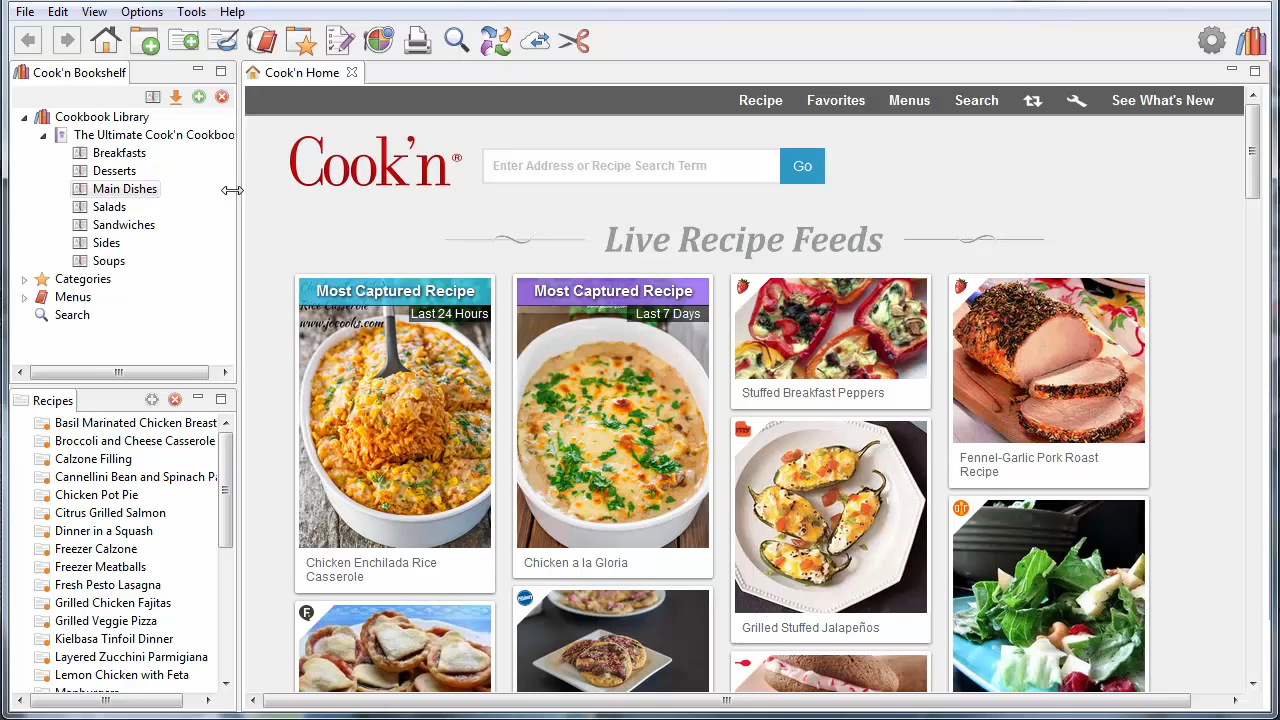 File Edit View Options Tools Help
Cook'n Bookshelf
Cook'n Home
Recipe Favorites Menus Search See What's New
Cookbook Library
The Ultimate Cook'n Cookboo
Breakfasts
Desserts
Main Dishes
Salads
Sandwiches
Sides
Soups
Categories
Menus
Search
Cook'n®
Enter Address or Recipe Search Term
Go
Live Recipe Feeds
Most Captured Recipe
Last 24 Hours
www.jocooks.com
Chicken Enchilada Rice
Casserole
Most Captured Recipe
Last 7 Days
Chicken a la Gloria
Stuffed Breakfast Peppers
my
Grilled Stuffed Jalapeños
Fennel-Garlic Pork Roast
Recipe
F
Pillsbury
Recipes
Basil Marinated Chicken Breast
Broccoli and Cheese Casserole
Calzone Filling
Cannellini Bean and Spinach P
Chicken Pot Pie
Citrus Grilled Salmon
Dinner in a Squash
Freezer Calzone
Freezer Meatballs
Fresh Pesto Lasagna
Grilled Chicken Fajitas
Grilled Veggie Pizza
Kielbasa Tinfoil Dinner
Layered Zucchini Parmigiana
Lemon Chicken with Feta